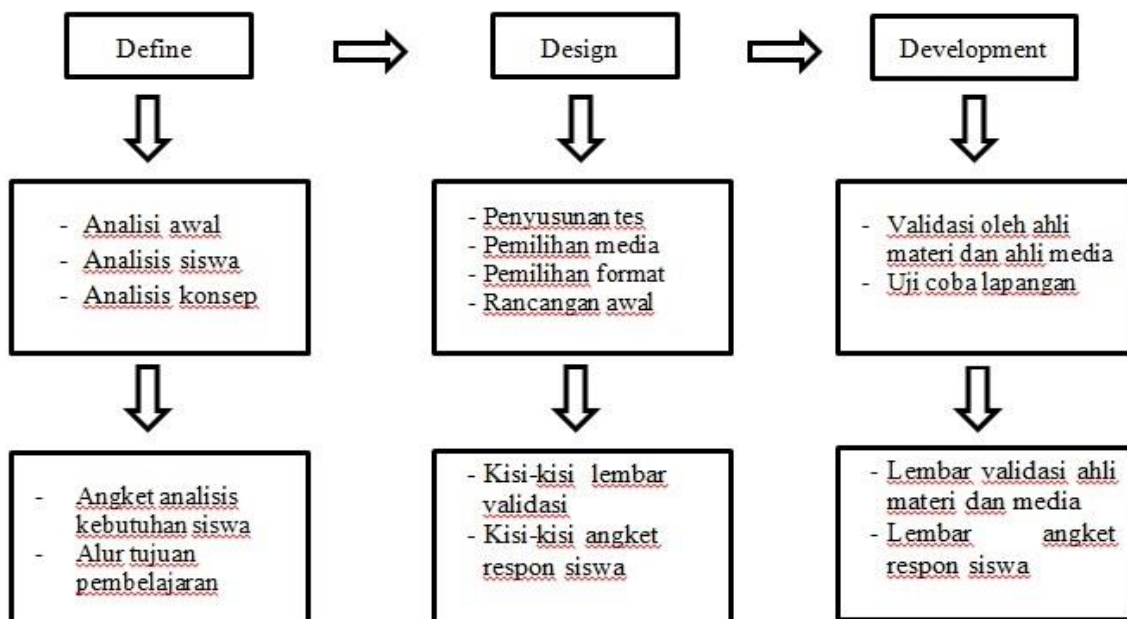 Define
Design
Development
- Analisi awal
- Analisis siswa
- Analisis konsep
- Penyusunan tes
- Pemilihan media
- Pemilihan format
- Rancangan awal
- Validasi oleh ahli
materi dan ahli media
- Uji coba lapangan
- Angket analisis
kebutuhan siswa
- Alur tujuan
pembelajaran
- Kisi-kisi lembar
validasi
- Kisi-kisi angket
respon siswa
- Lembar validasi ahli
materi dan media
- Lembar angket
respon siswa